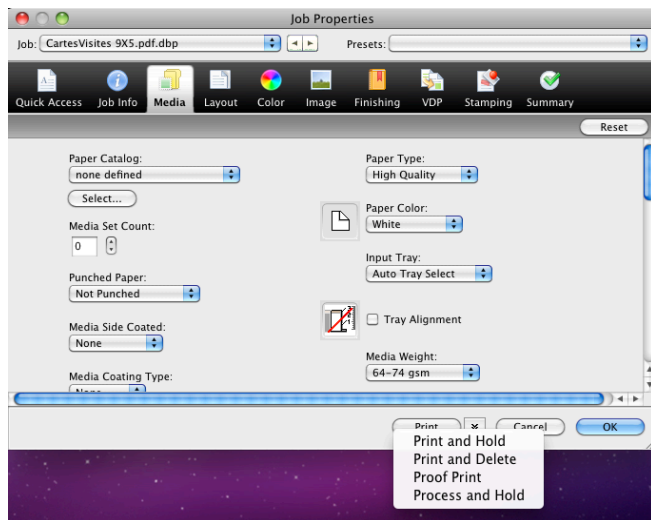 Job Properties
Job: CartesVisites 9X5.pdf.dbp Presets:
Quick Access Job Info Media Layout Color Image Finishing VDP Stamping Summary
Reset
Paper Catalog:
none defined
Select...
Media Set Count:
0
Punched Paper:
Not Punched
Media Side Coated:
None
Media Coating Type:
None
Paper Type:
High Quality
Paper Color:
White
Input Tray:
Auto Tray Select
Tray Alignment
Media Weight:
64-74 gsm
Print Cancel OK
Print and Hold
Print and Delete
Proof Print
Process and Hold